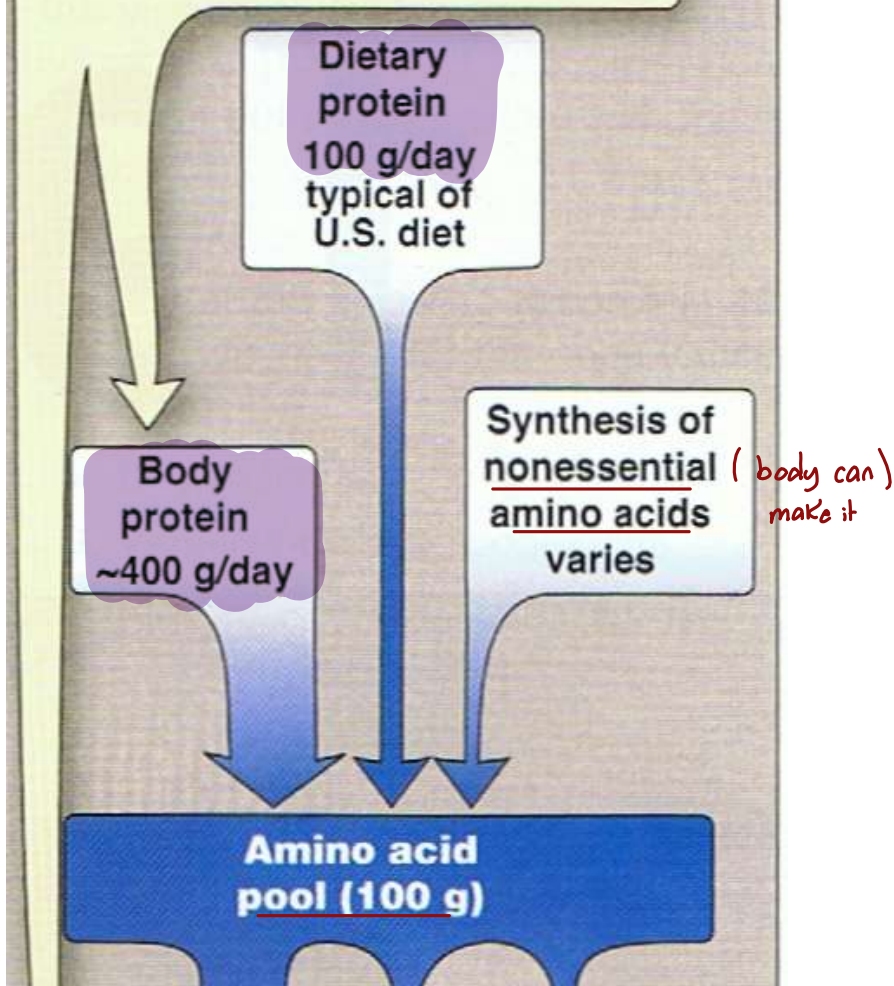 Dietary
protein
100 g/day
typical of
U.S. diet
Synthesis of
nonessential
amino acids
varies
( body can )
make it
Body
protein
~400 g/day
Amino acid
pool (100 g)